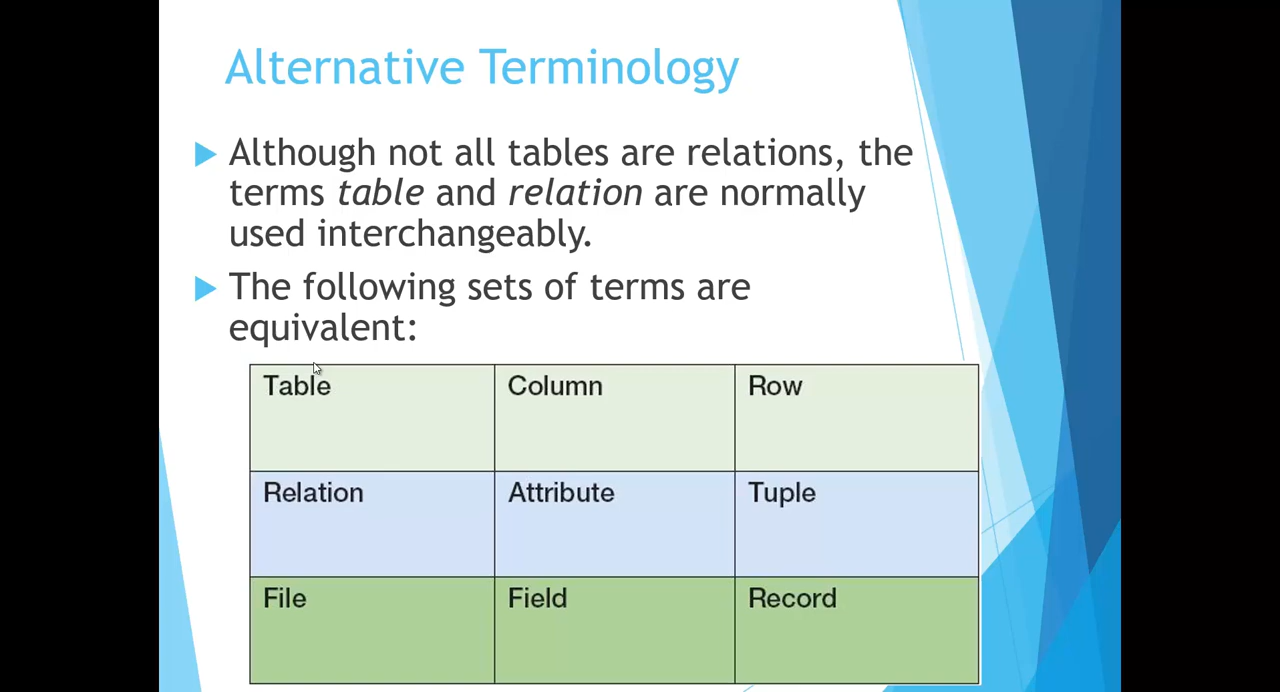 Alternative Terminology
Although not all tables are relations, the
terms table and relation are normally
used interchangeably.
The following sets of terms are
equivalent:
Table Column Row
Relation Attribute Tuple
File Field Record